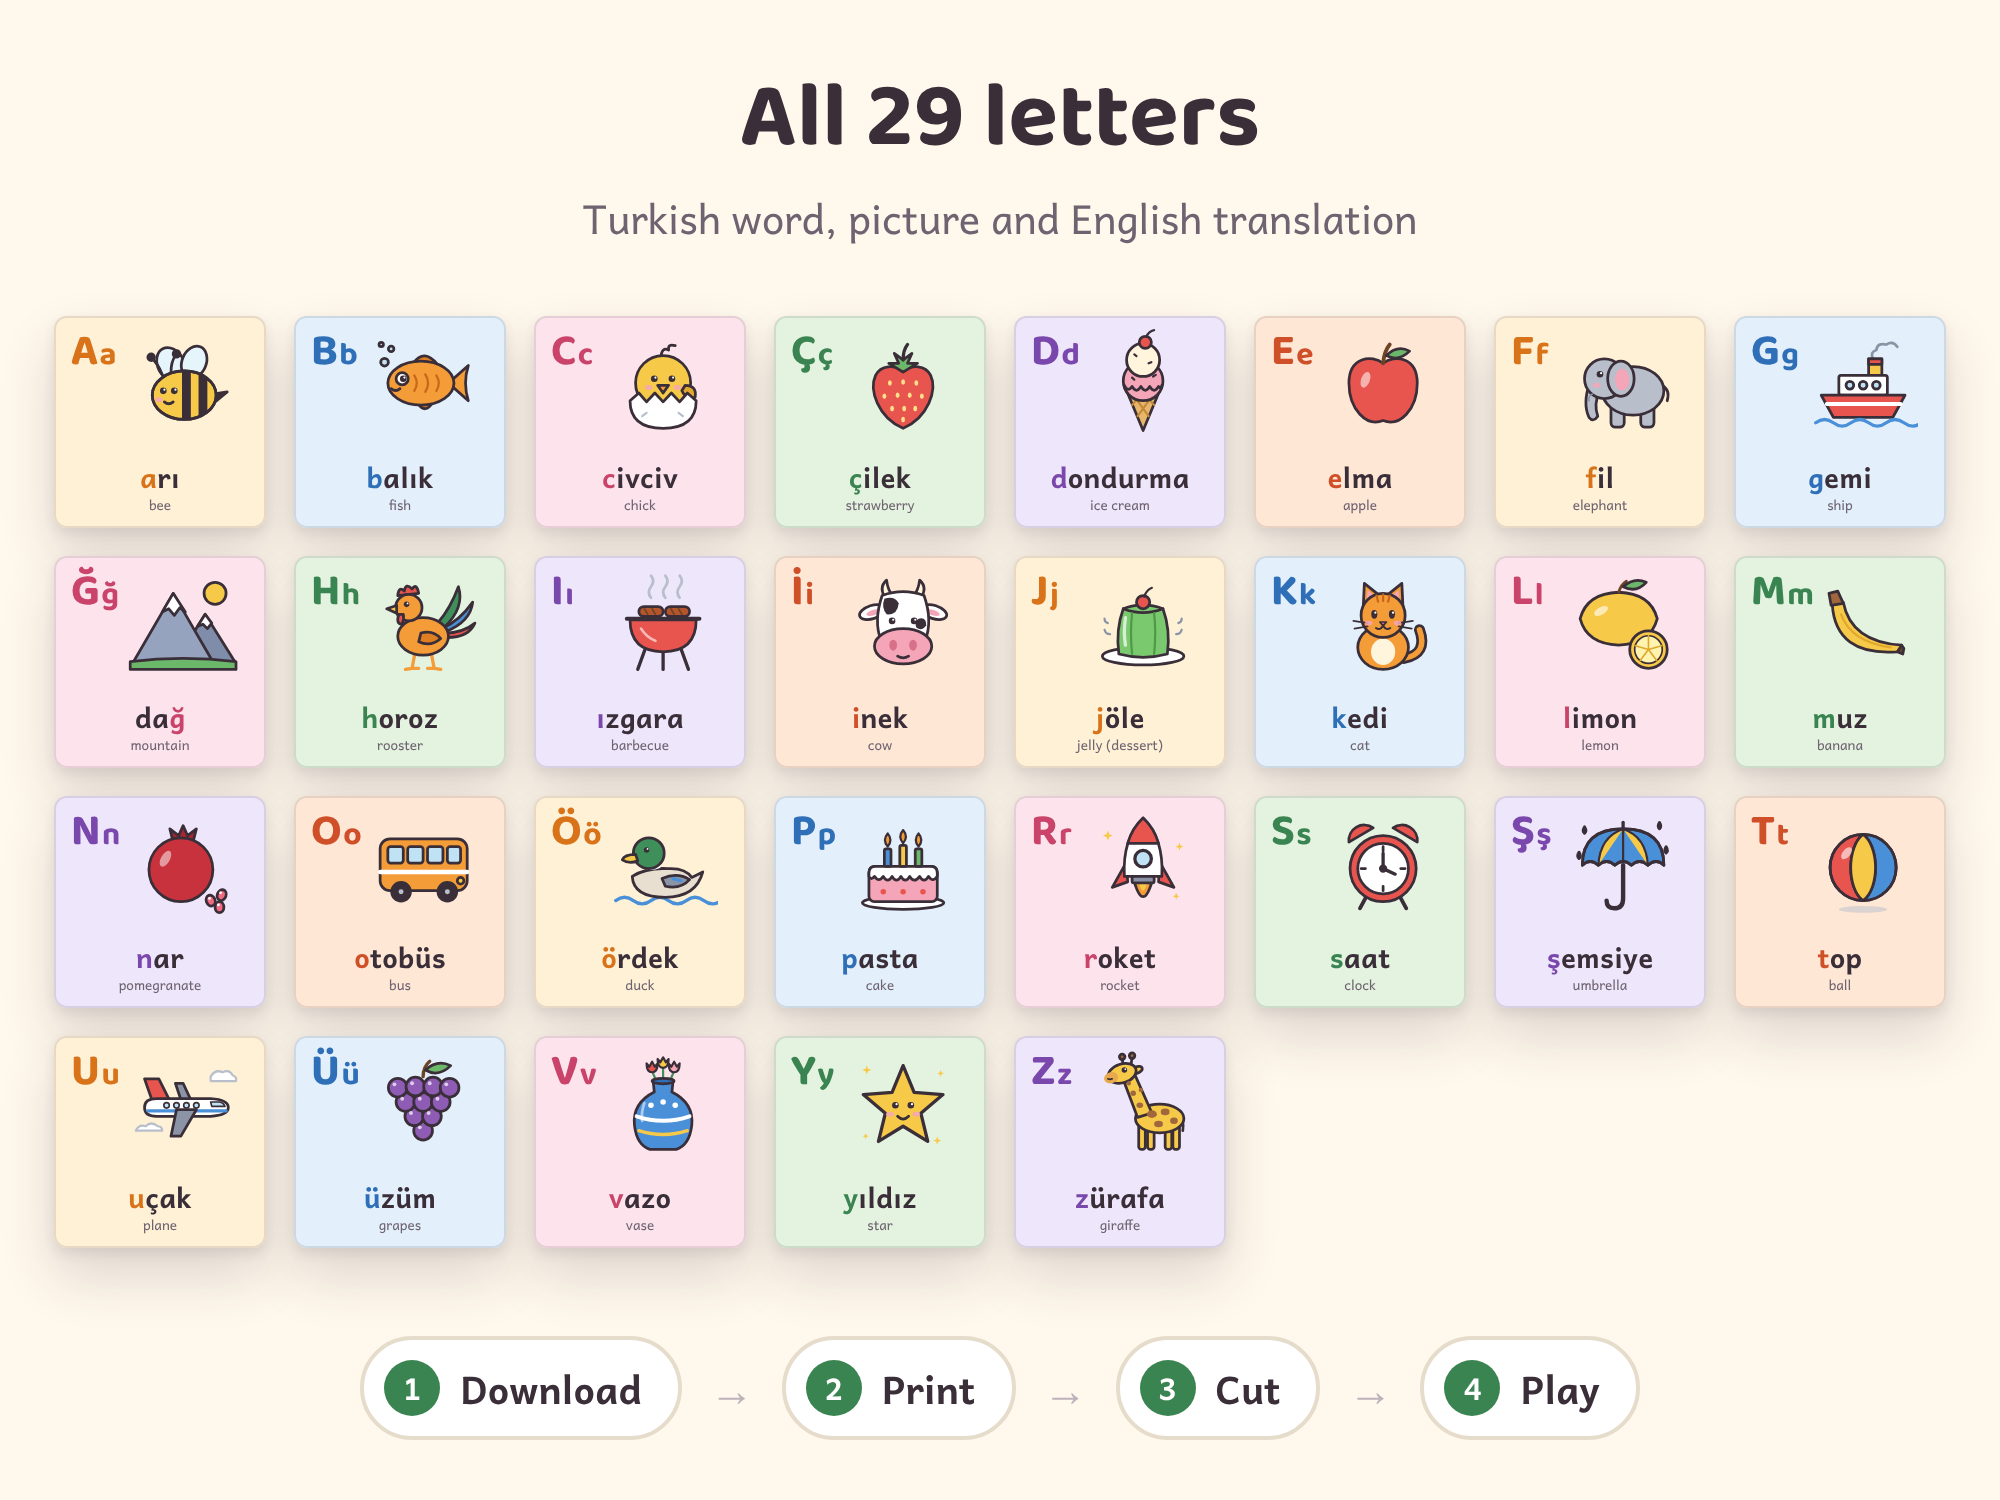 All 29 letters
Turkish word, picture and English translation
Aa
arı
bee
Bb
balık
fish
Cc
civciv
chick
Çç
çilek
strawberry
Dd
dondurma
ice cream
Ee
elma
apple
Ff
fil
elephant
Gg
gemi
ship
Ğğ
dağ
mountain
Hh
horoz
rooster
Iı
ızgara
barbecue
İi
inek
cow
Jj
jöle
jelly (dessert)
Kk
kedi
cat
Ll
limon
lemon
Mm
muz
banana
Nn
nar
pomegranate
Oo
otobüs
bus
Öö
ördek
duck
Pp
pasta
cake
Rr
roket
rocket
Ss
saat
clock
Şş
şemsiye
umbrella
Tt
top
ball
Uu
uçak
plane
Üü
üzüm
grapes
Vv
vazo
vase
Yy
yıldız
star
Zz
zürafa
giraffe
1 Download → 2 Print → 3 Cut → 4 Play